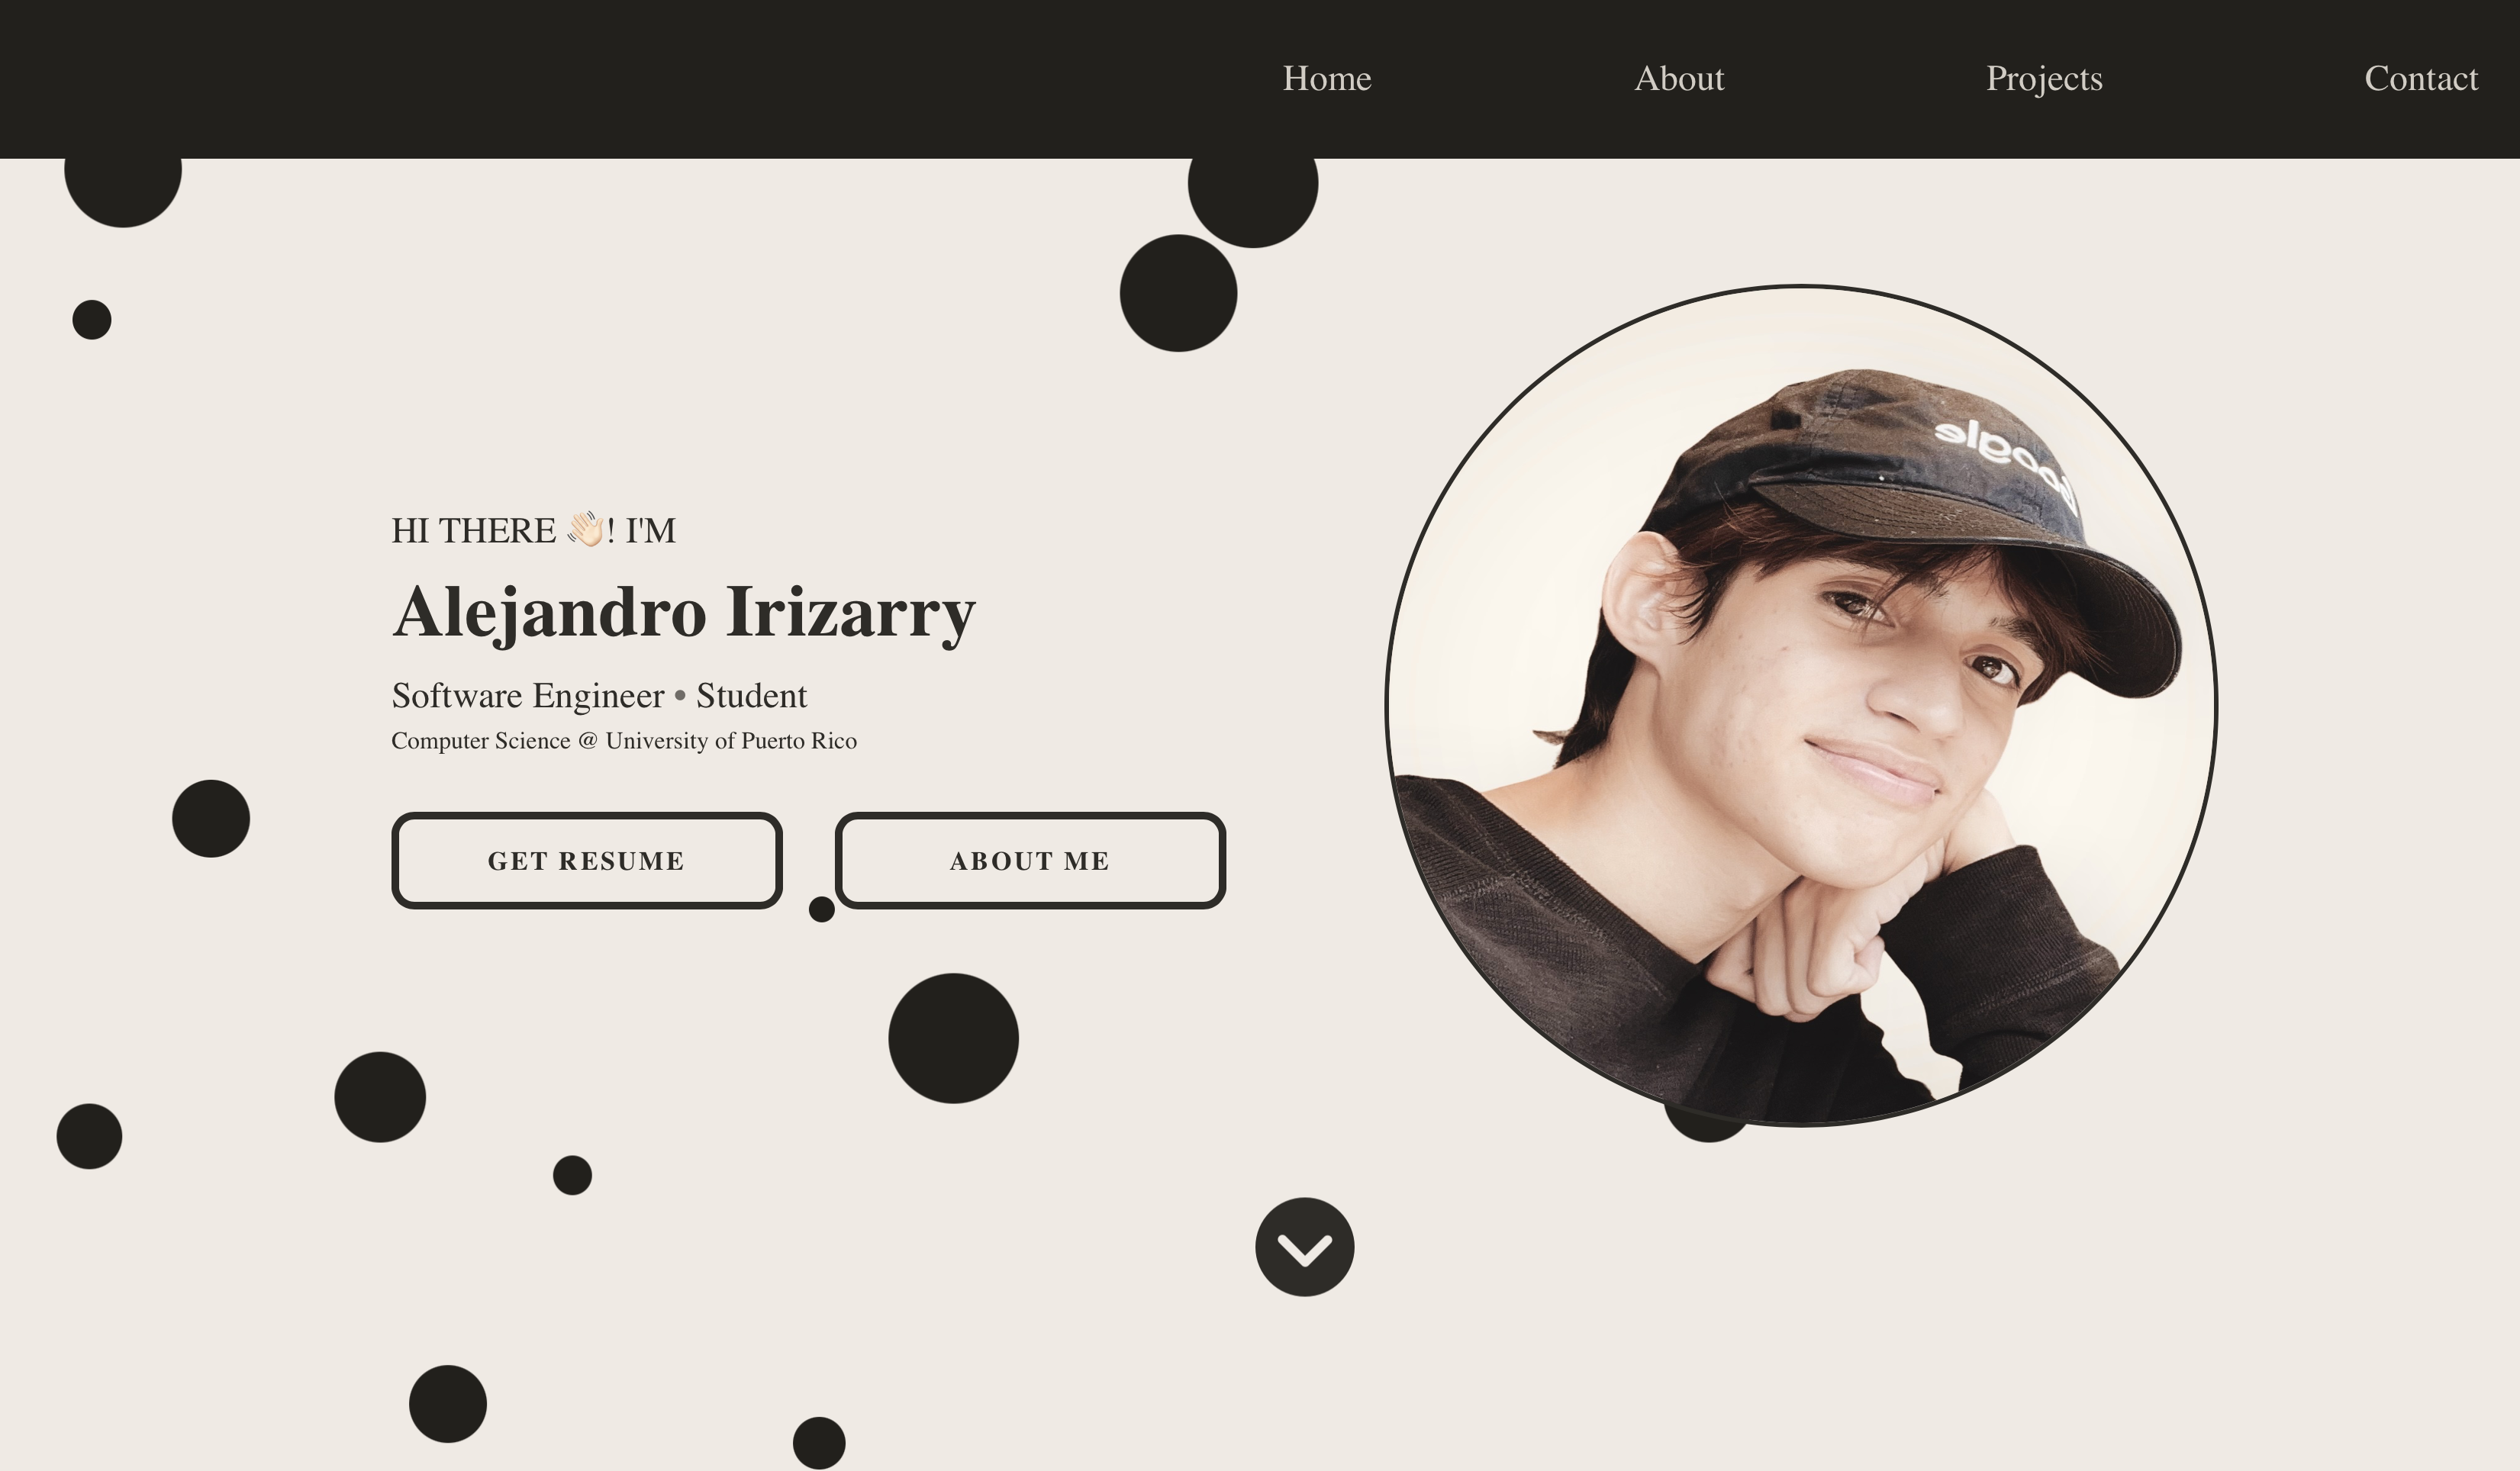 Home About Projects Contact
HI THERE 👋🏻! I'M
Alejandro Irizarry
Software Engineer • Student
Computer Science @ University of Puerto Rico
GET RESUME ABOUT ME